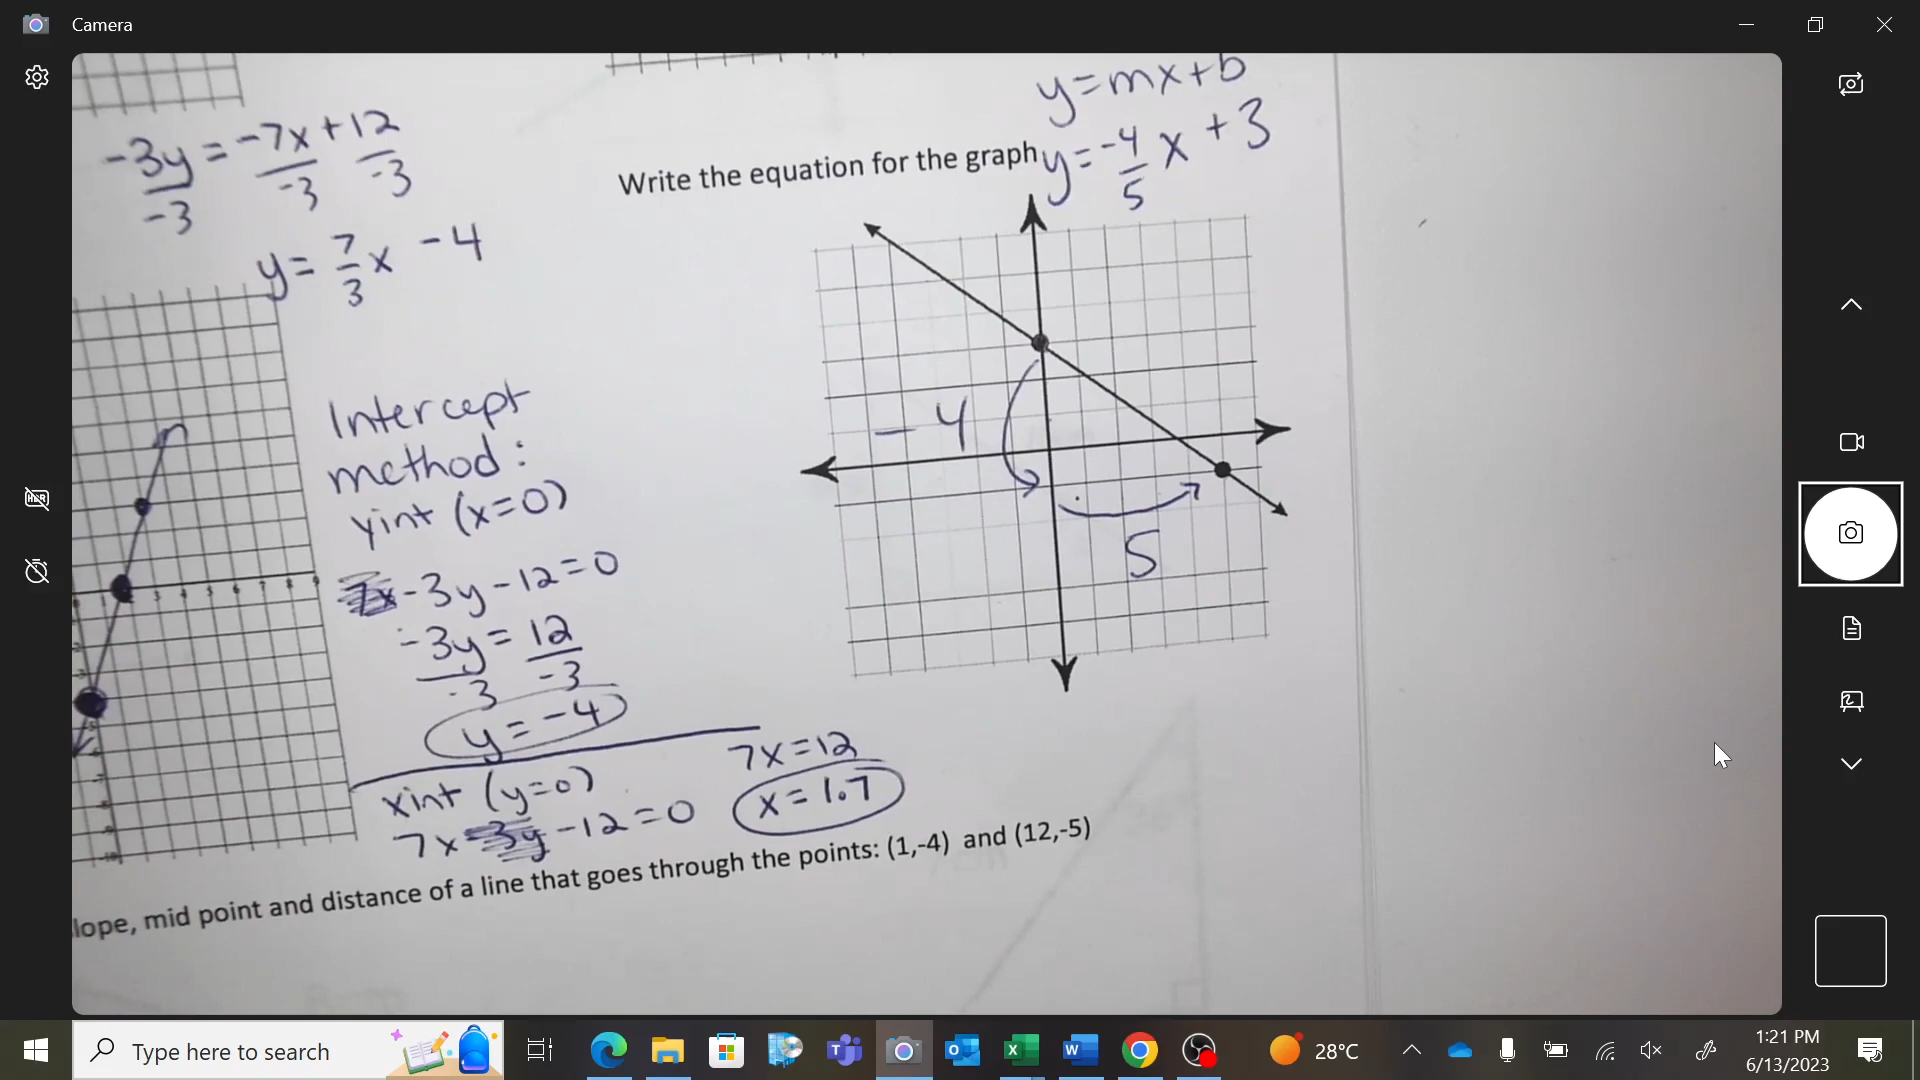 Camera
-3y = -7x + 12
-3 -3 -3
y = 7/3 x - 4
y = mx + b
Write the equation for the graph
y = -4/5 x + 3
- 4
5
Intercept
method:
yint (x=0)
-3y - 12 = 0
-3y = 12
-3 -3
y = -4
xint (y=0)
7x - 12 = 0
7x = 12
x = 1.7
lope, mid point and distance of a line that goes through the points: (1,-4) and (12,-5)
Type here to search
28°C
1:21 PM
6/13/2023